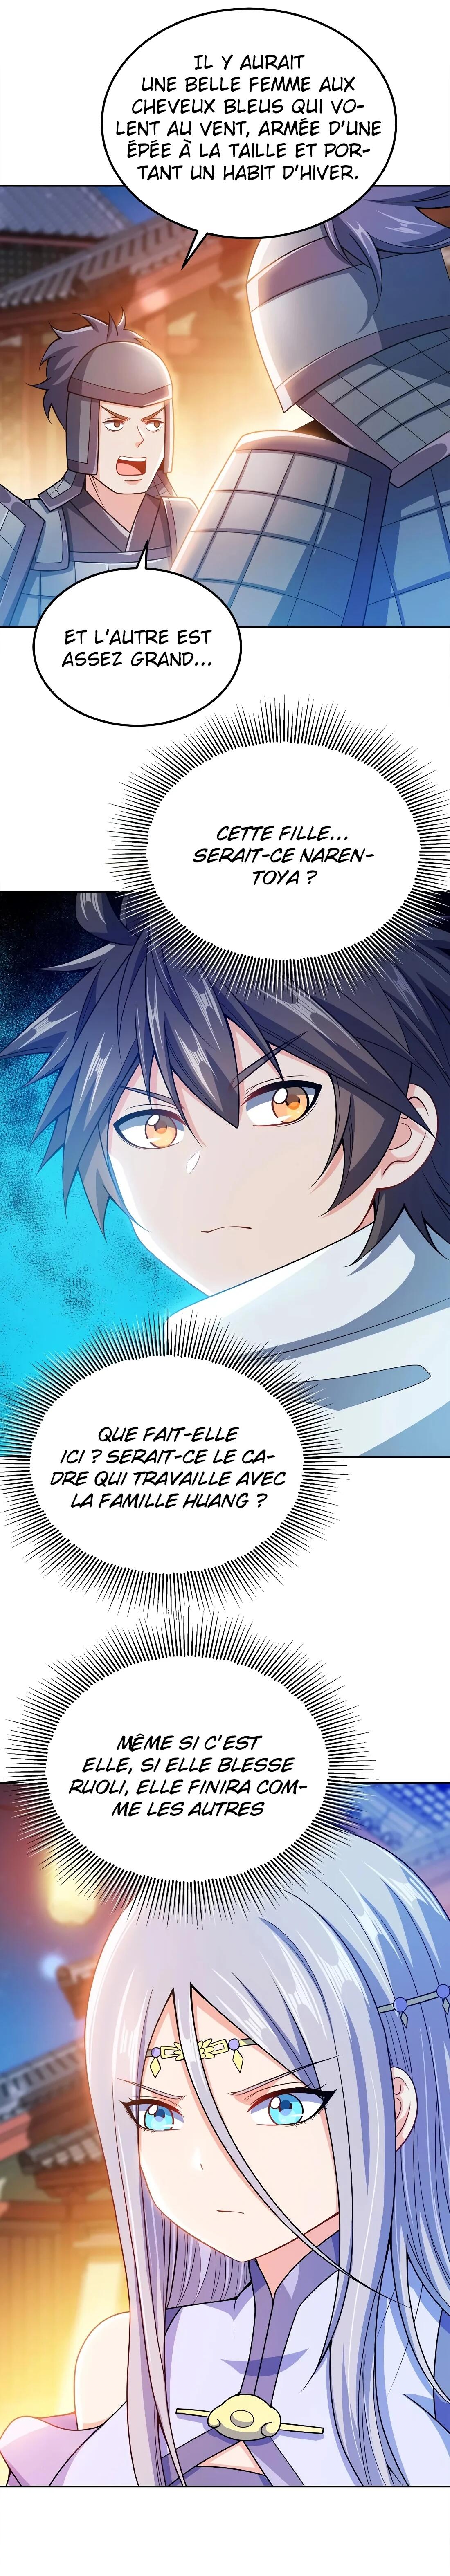 IL Y AURAIT
UNE BELLE FEMME AUX
CHEVEUX BLEUS QUI VO-
LENT AU VENT, ARMÉE D'UNE
ÉPÉE À LA TAILLE ET POR-
TANT UN HABIT D'HIVER.
ET L'AUTRE EST
ASSEZ GRAND...
CETTE FILLE...
SERAIT-CE NAREN-
TOYA ?
QUE FAIT-ELLE
ICI ? SERAIT-CE LE CA-
DRE QUI TRAVAILLE AVEC
LA FAMILLE HUANG ?
MÊME SI C'EST
ELLE, SI ELLE BLESSE
RUOLI, ELLE FINIRA COM-
ME LES AUTRES